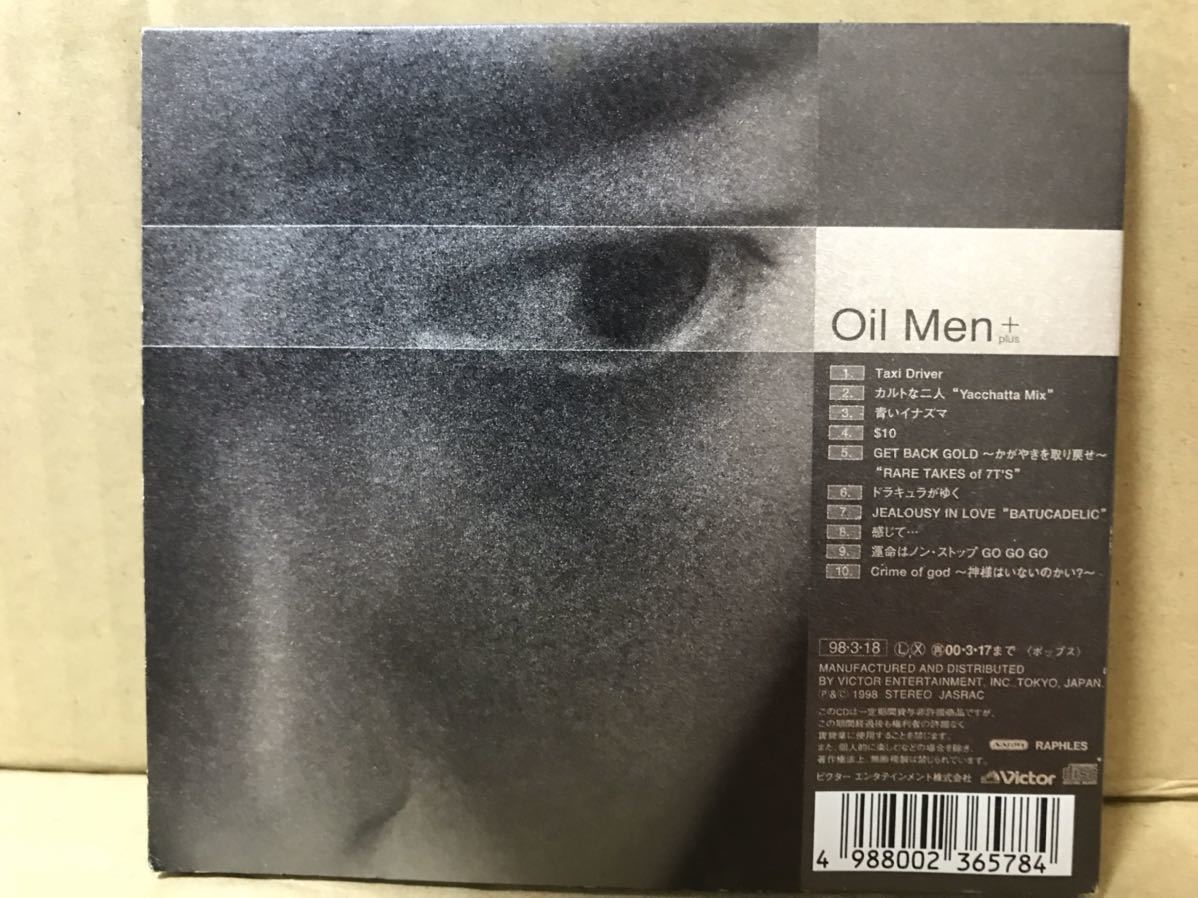 Oil Men +
plus
1. Taxi Driver
2. カルトな二人 “Yacchatta Mix”
3. 青いイナズマ
4. $10
5. GET BACK GOLD ～かがやきを取り戻せ～
“RARE TAKES of 7T'S”
6. ドラキュラがゆく
7. JEALOUSY IN LOVE “BATUCADELIC”
8. 感じて…
9. 運命はノン・ストップ GO GO GO
10. Crime of god ～神様はいないのかい?～
98・3・18 Ⓛ Ⓧ ㊢00・3・17まで 〈ポップス〉
MANUFACTURED AND DISTRIBUTED
BY VICTOR ENTERTAINMENT, INC. TOKYO, JAPAN.
Ⓟ&Ⓒ 1998 STEREO JASRAC
このCDは一定期間貸与非許諾商品ですが、
この期間経過後も権利者の許諾なく
賃貸業に使用することを禁じます。
また、個人的に楽しむなどの場合を除き、
著作権法上、無断複製は禁じられています。
RAPHLES
ビクター エンタテインメント株式会社 Victor
4 988002 365784